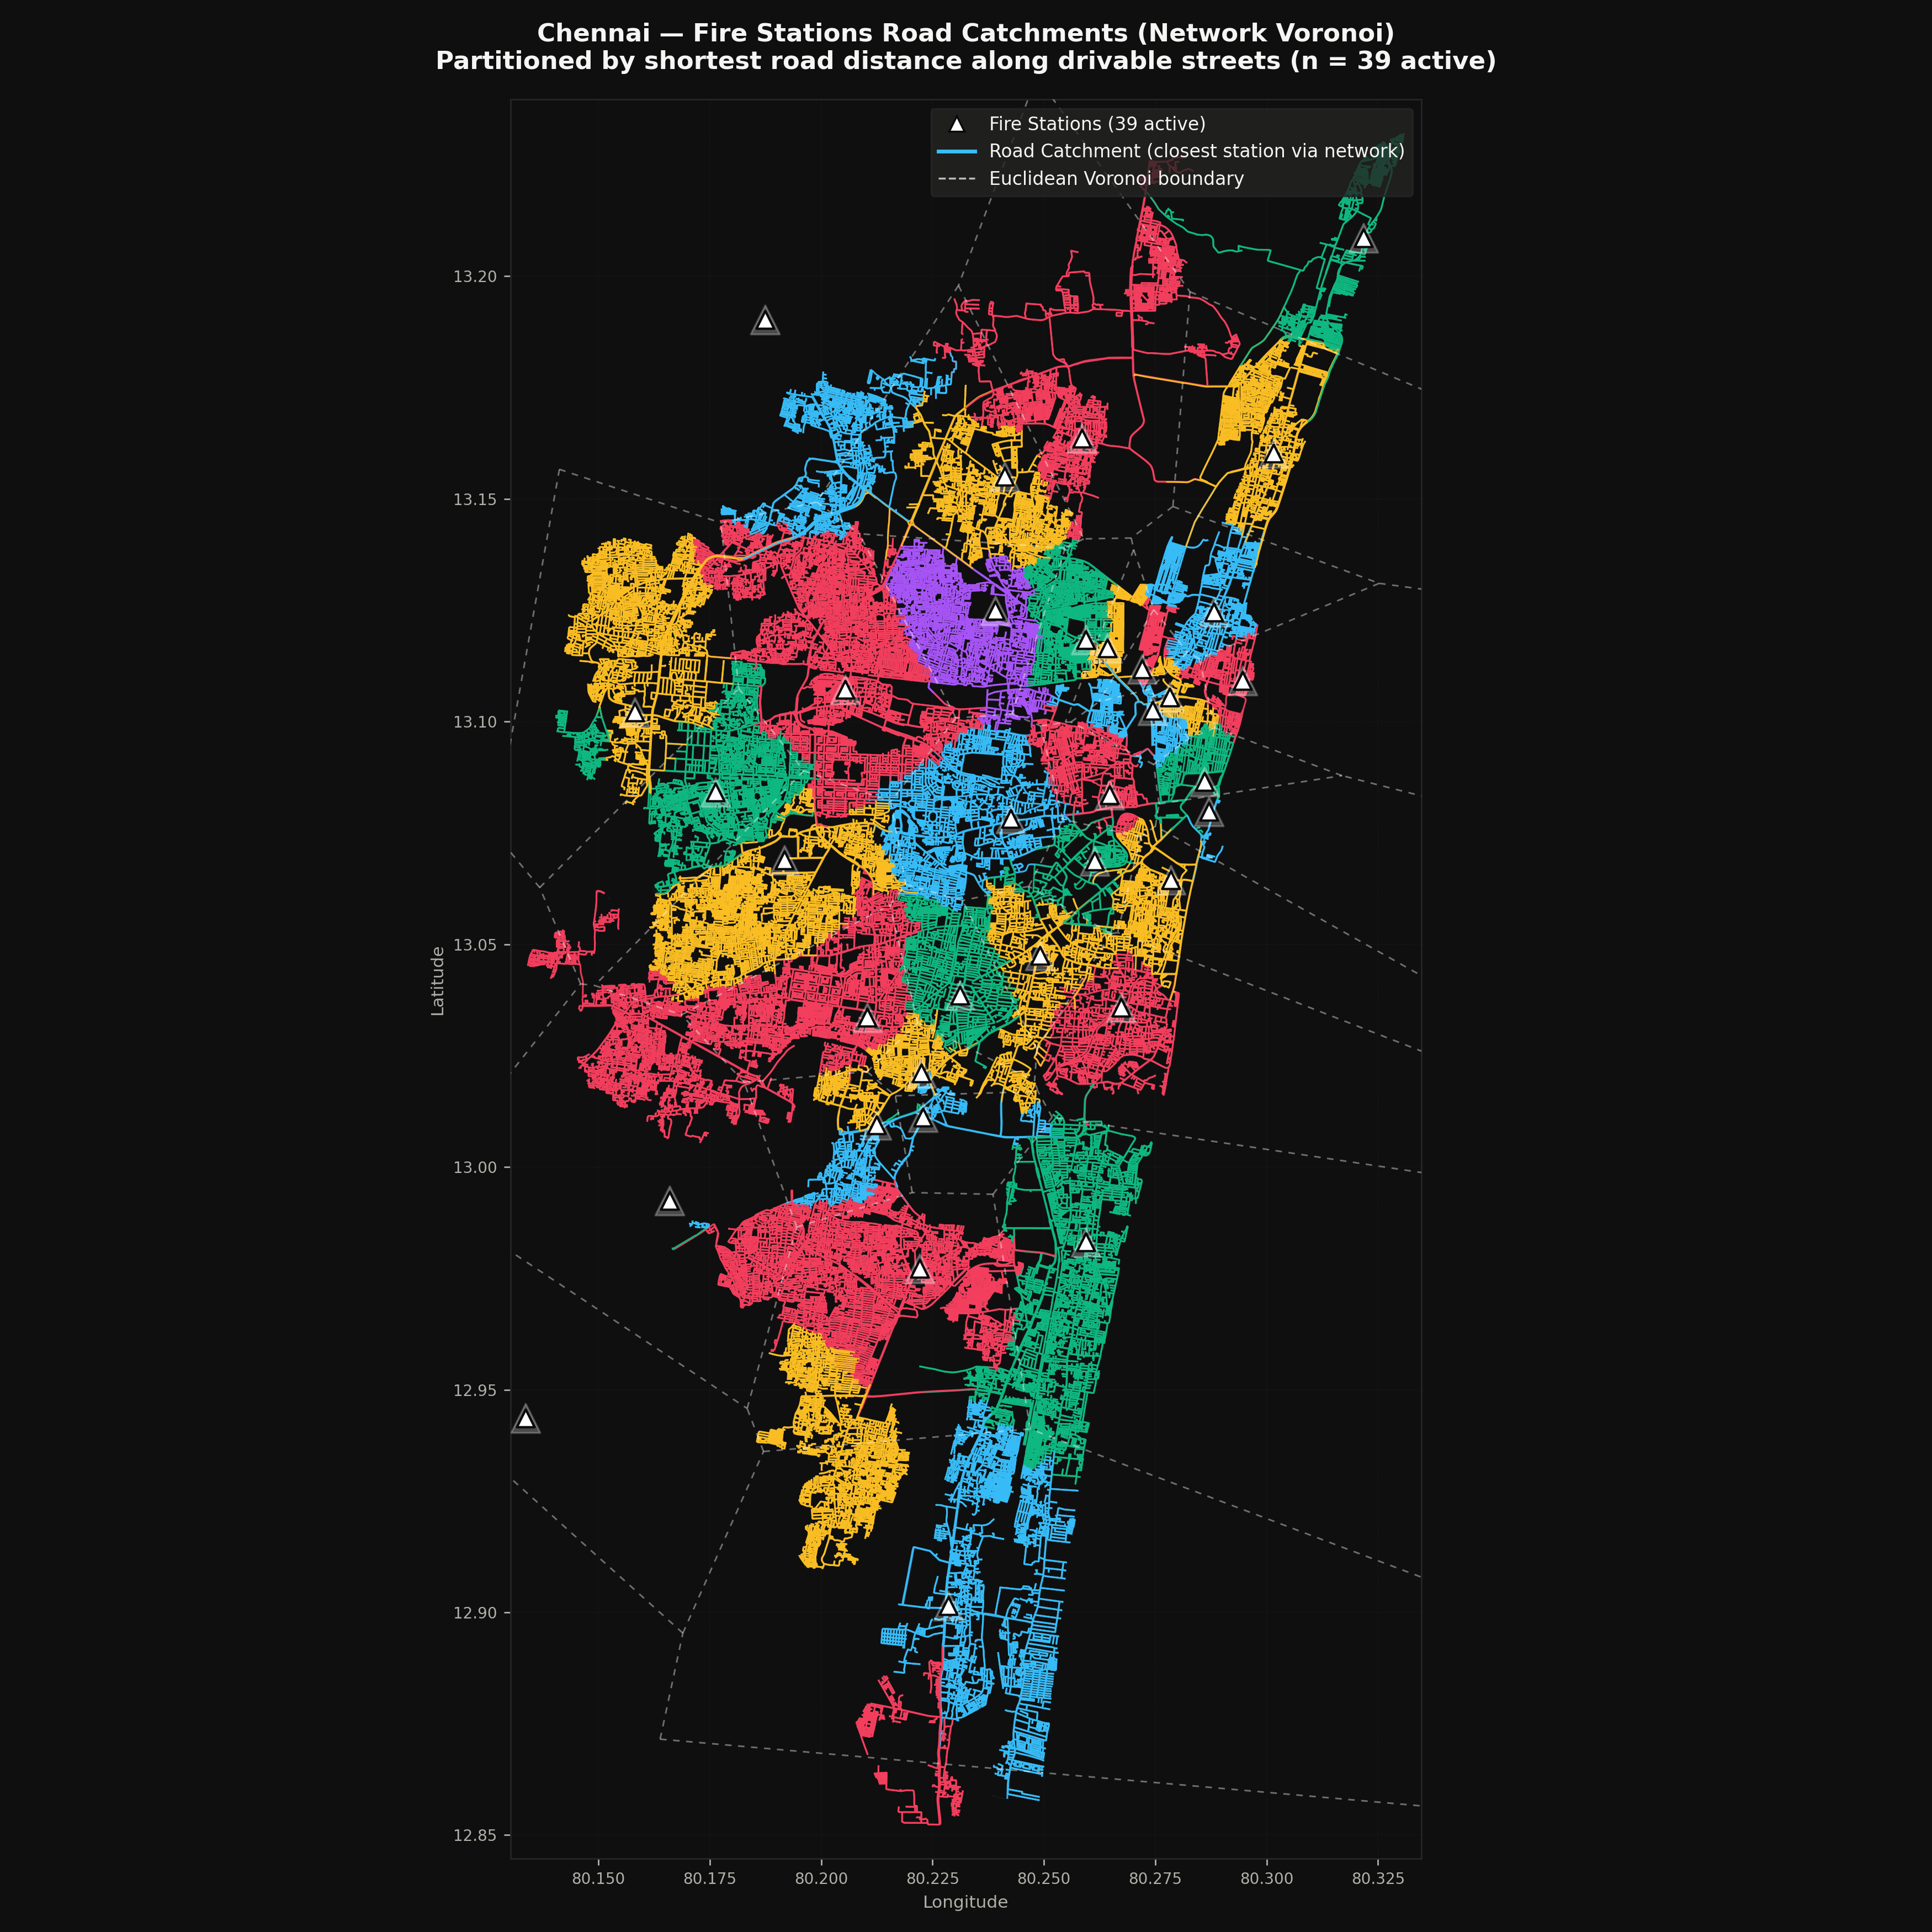 Chennai — Fire Stations Road Catchments (Network Voronoi)
Partitioned by shortest road distance along drivable streets (n = 39 active)
Fire Stations (39 active)
Road Catchment (closest station via network)
Euclidean Voronoi boundary
13.20
13.15
13.10
13.05
13.00
12.95
12.90
12.85
Latitude
80.150
80.175
80.200
80.225
80.250
80.275
80.300
80.325
Longitude